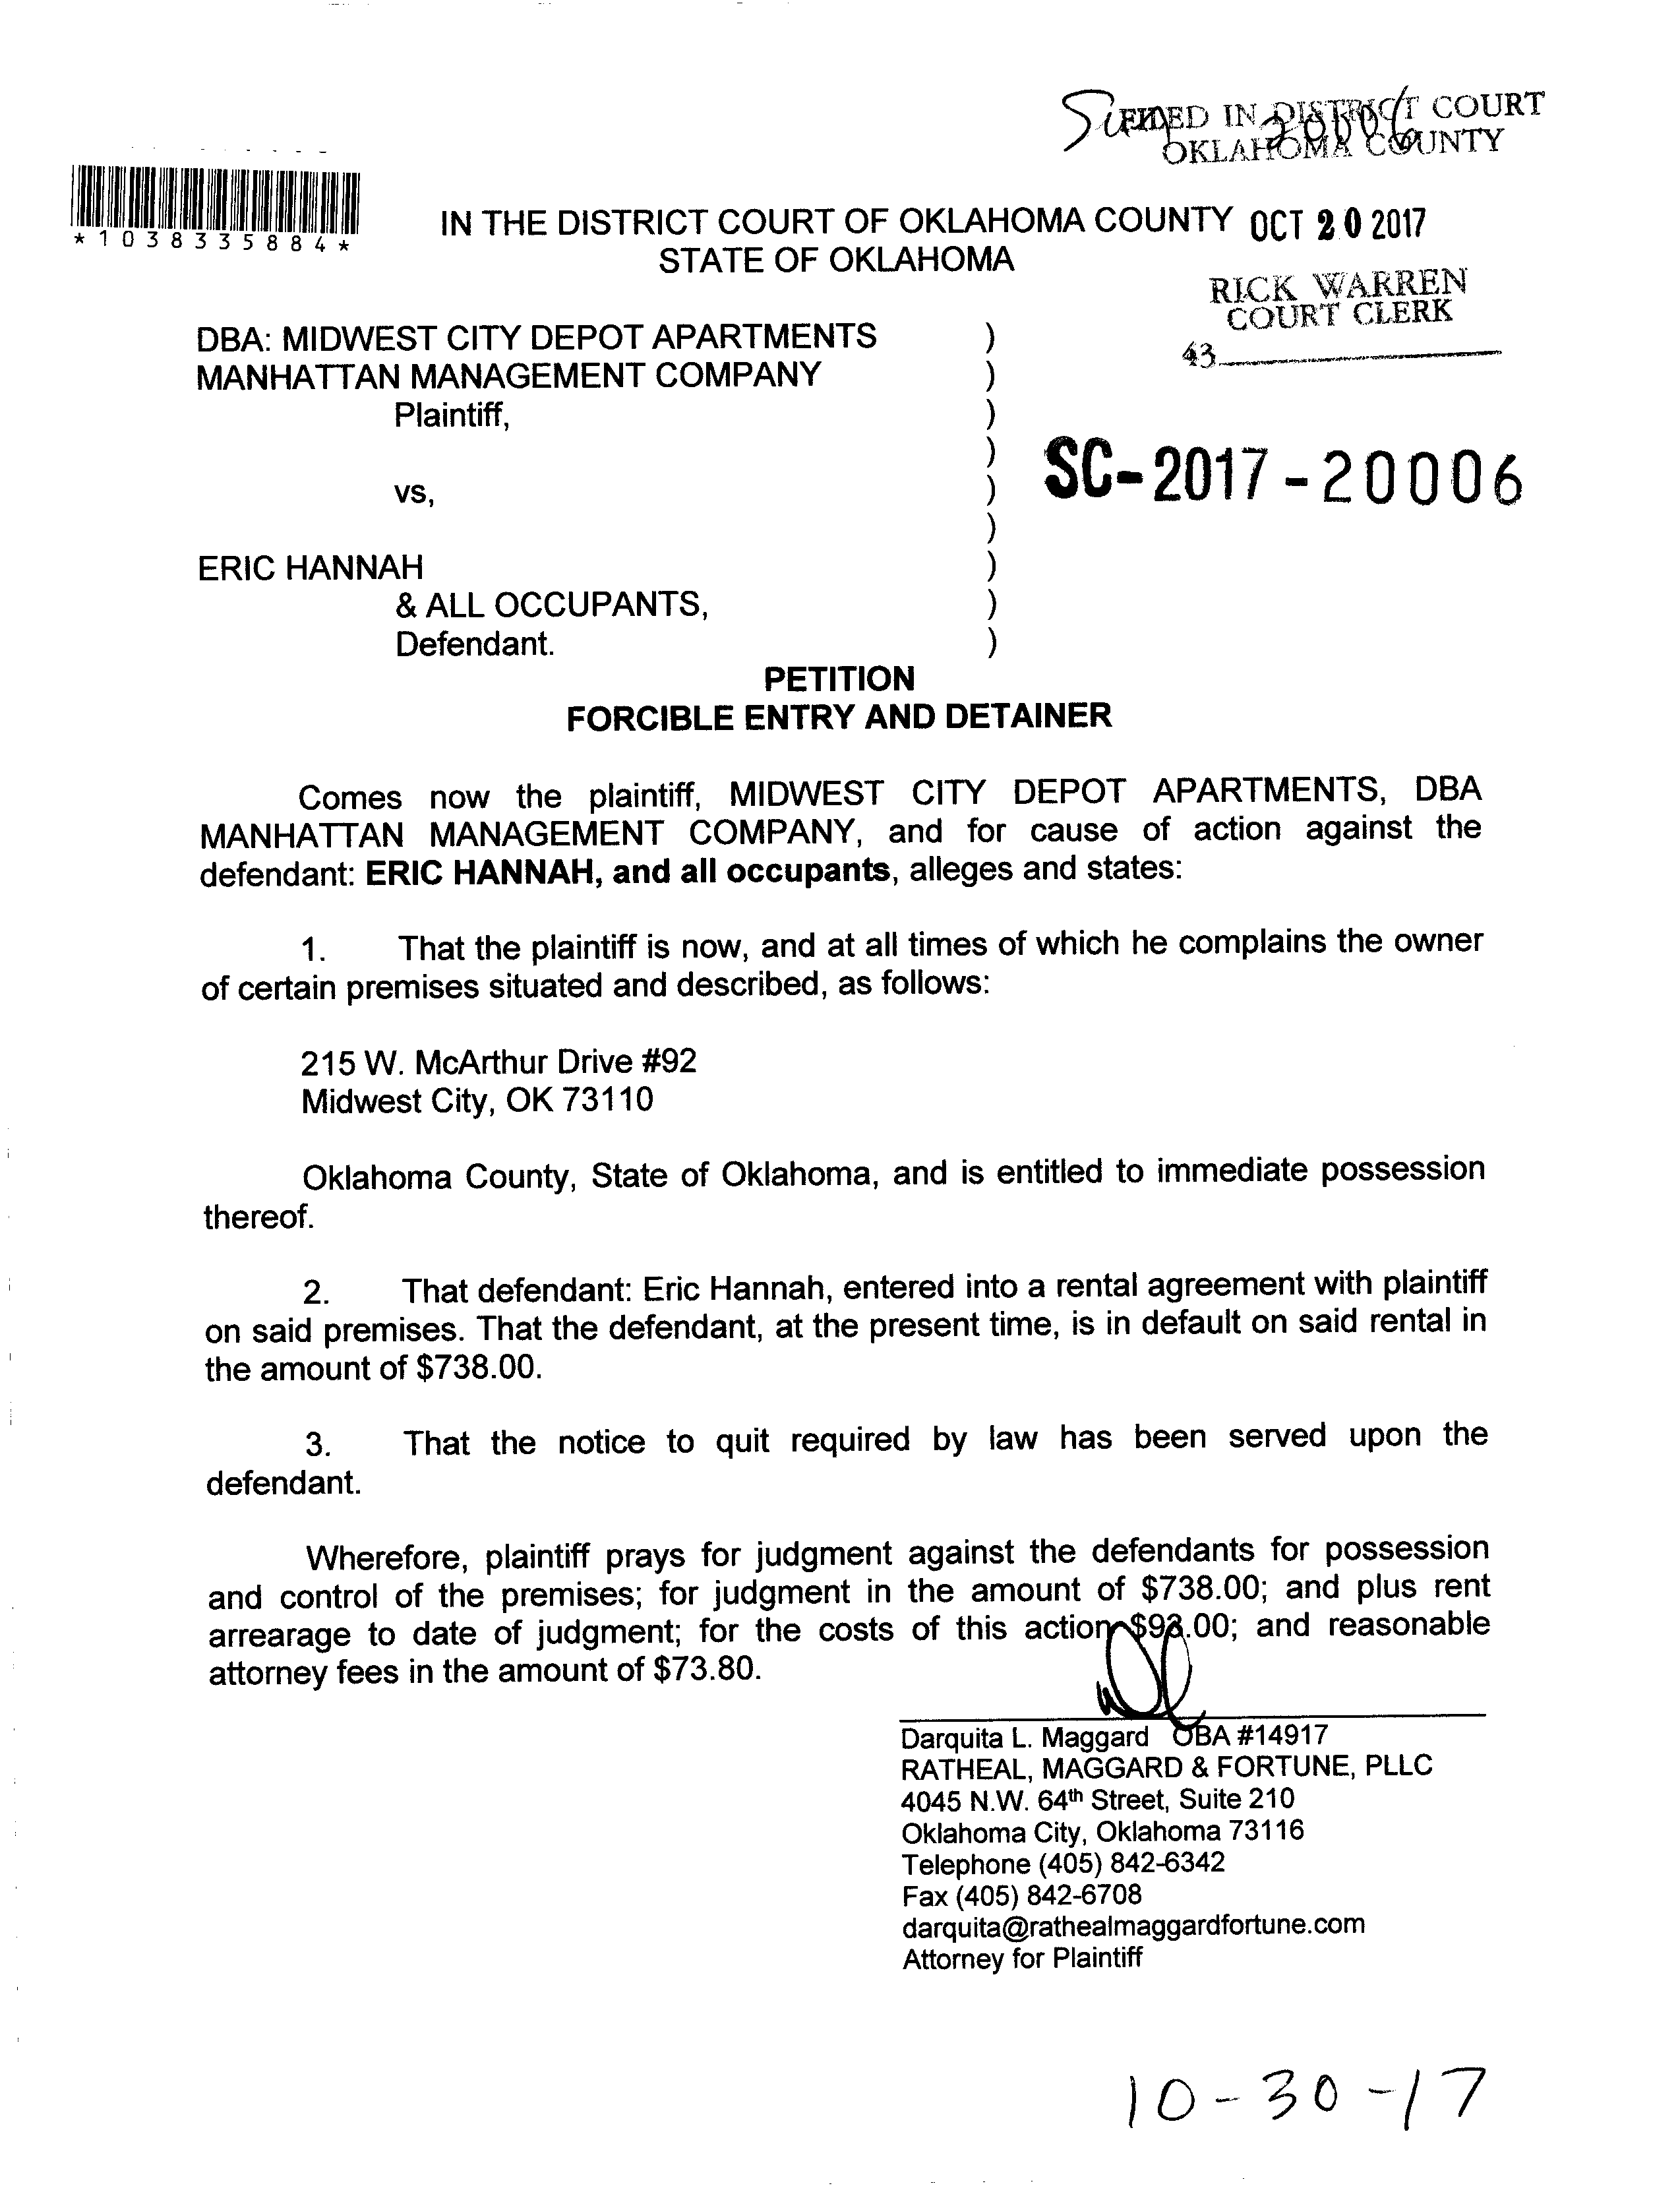 FILED IN DISTRICT COURT
OKLAHOMA COUNTY
20006
*1038335884*
IN THE DISTRICT COURT OF OKLAHOMA COUNTY OCT 20 2017
STATE OF OKLAHOMA
RICK WARREN
COURT CLERK
43
DBA: MIDWEST CITY DEPOT APARTMENTS )
MANHATTAN MANAGEMENT COMPANY )
Plaintiff, )
)
vs, )
)
SC-2017-20006
ERIC HANNAH )
& ALL OCCUPANTS, )
Defendant. )
PETITION
FORCIBLE ENTRY AND DETAINER
Comes now the plaintiff, MIDWEST CITY DEPOT APARTMENTS, DBA
MANHATTAN MANAGEMENT COMPANY, and for cause of action against the
defendant: ERIC HANNAH, and all occupants, alleges and states:
1. That the plaintiff is now, and at all times of which he complains the owner
of certain premises situated and described, as follows:
215 W. McArthur Drive #92
Midwest City, OK 73110
Oklahoma County, State of Oklahoma, and is entitled to immediate possession
thereof.
2. That defendant: Eric Hannah, entered into a rental agreement with plaintiff
on said premises. That the defendant, at the present time, is in default on said rental in
the amount of $738.00.
3. That the notice to quit required by law has been served upon the
defendant.
Wherefore, plaintiff prays for judgment against the defendants for possession
and control of the premises; for judgment in the amount of $738.00; and plus rent
arrearage to date of judgment; for the costs of this action and reasonable
attorney fees in the amount of $73.80.
Darquita L. Maggard OBA #14917
RATHEAL, MAGGARD & FORTUNE, PLLC
4045 N.W. 64th Street, Suite 210
Oklahoma City, Oklahoma 73116
Telephone (405) 842-6342
Fax (405) 842-6708
darquita@rathealmaggardfortune.com
Attorney for Plaintiff
10-30-17